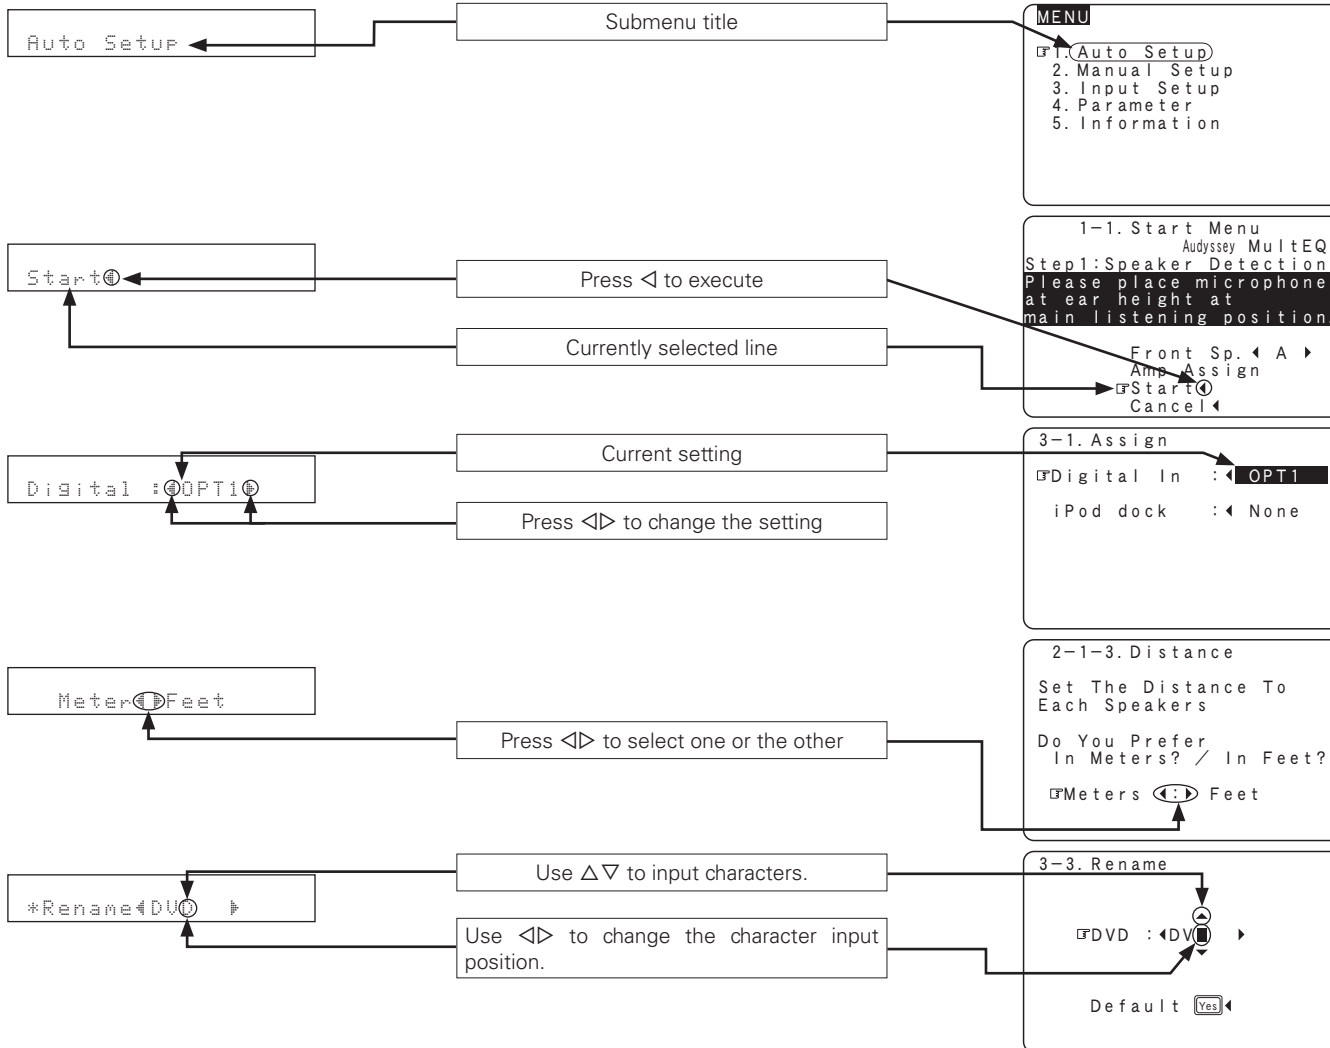 Auto Setup
Submenu title
MENU
☞1. Auto Setup
2. Manual Setup
3. Input Setup
4. Parameter
5. Information
Start◀
Press ◁ to execute
Currently selected line
1-1. Start Menu
Audyssey MultEQ
Step1:Speaker Detection
Please place microphone
at ear height at
main listening position.
Front Sp.◀ A ▶
Amp Assign
☞Start◀
Cancel◀
Digital :◀OPT1▶
Current setting
Press ◁▷ to change the setting
3-1. Assign
☞Digital In :◀ OPT1
iPod dock :◀ None
Meter◀▶Feet
Press ◁▷ to select one or the other
2-1-3. Distance
Set The Distance To
Each Speakers
Do You Prefer
In Meters? / In Feet?
☞Meters ◀:▶ Feet
*Rename◀DVD ▶
Use △▽ to input characters.
Use ◁▷ to change the character input
position.
3-3. Rename
☞DVD :◀DV■ ▶
Default Yes◀